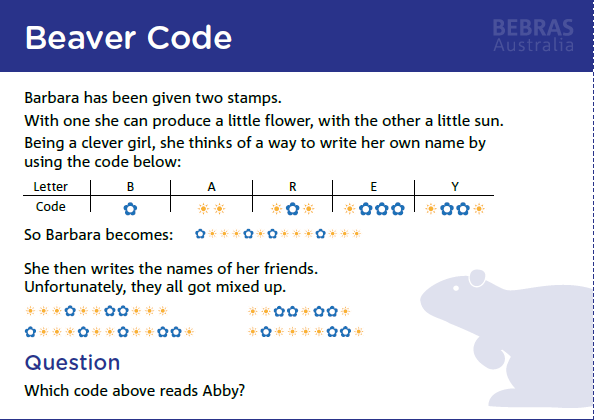 Beaver Code
BEBRAS
Australia
Barbara has been given two stamps.
With one she can produce a little flower, with the other a little sun.
Being a clever girl, she thinks of a way to write her own name by
using the code below:
Letter B A R E Y
Code
So Barbara becomes:
She then writes the names of her friends.
Unfortunately, they all got mixed up.
Question
Which code above reads Abby?